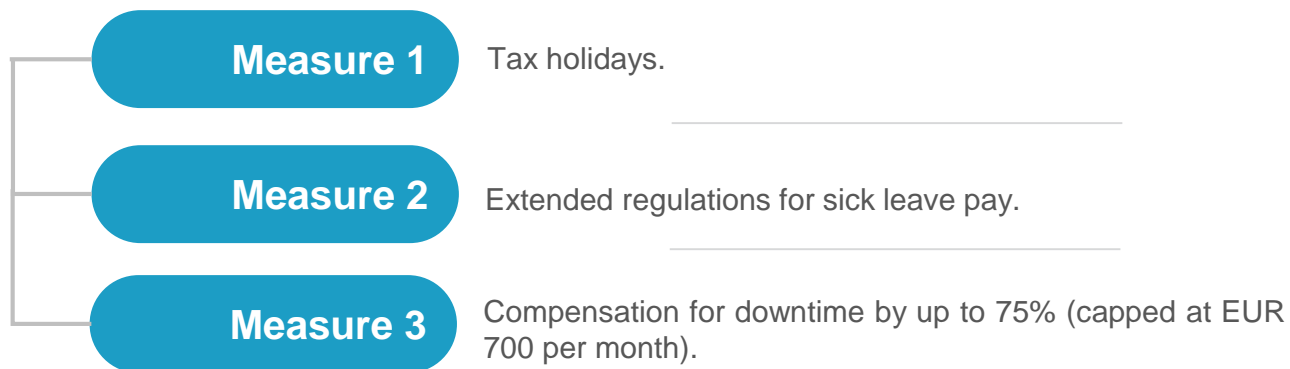 Measure 1
Tax holidays.
Measure 2
Extended regulations for sick leave pay.
Measure 3
Compensation for downtime by up to 75% (capped at EUR
700 per month).